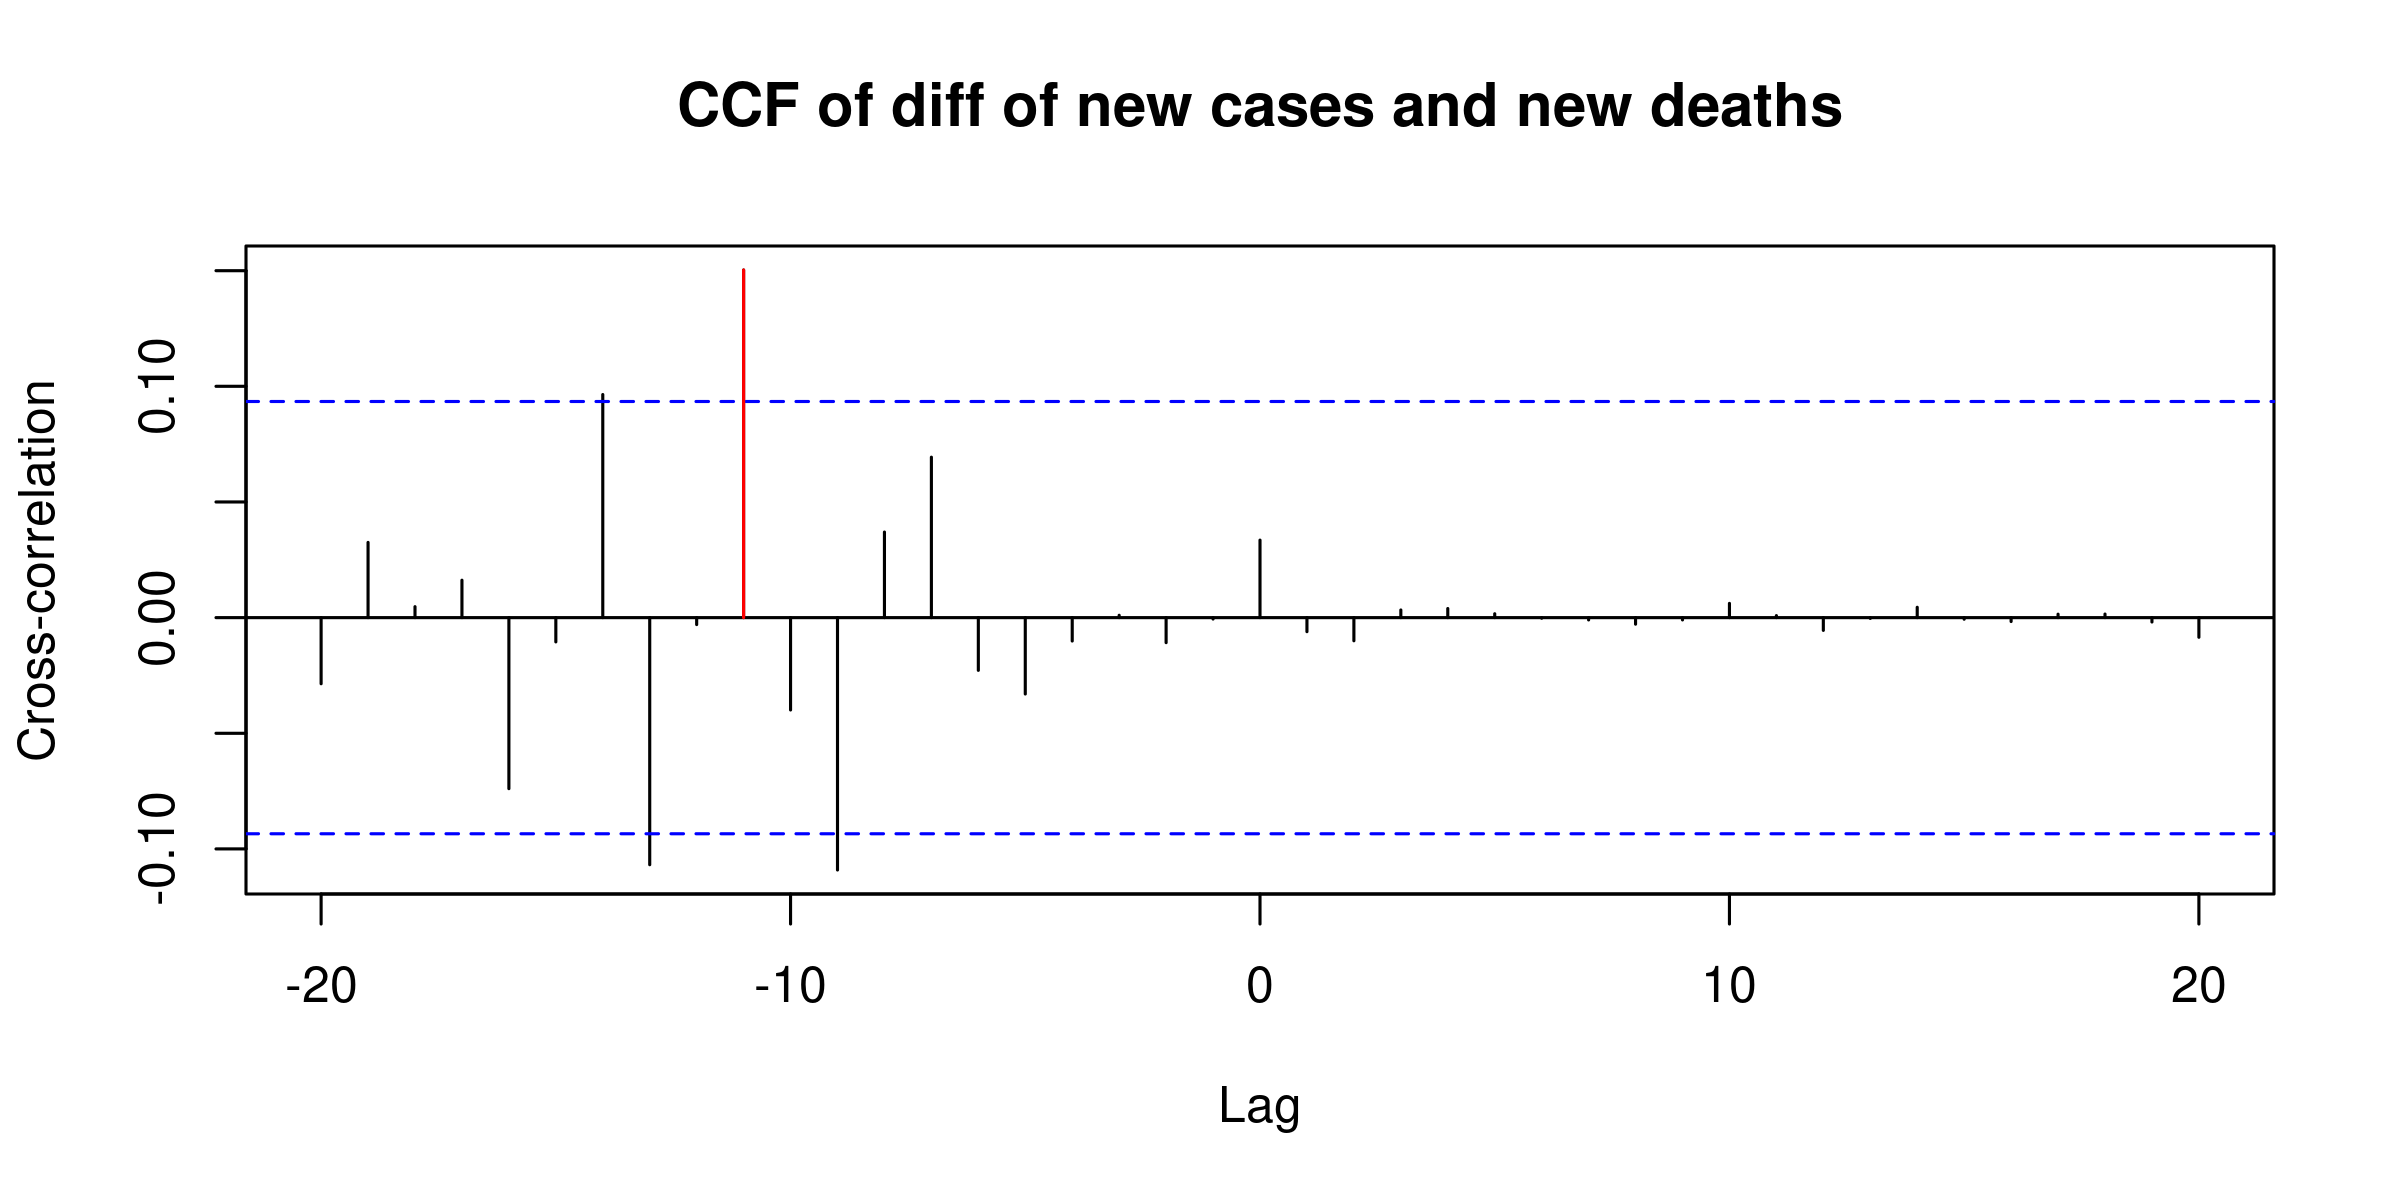 CCF of diff of new cases and new deaths
Cross-correlation
0.10
0.00
-0.10
-20 -10 0 10 20
Lag